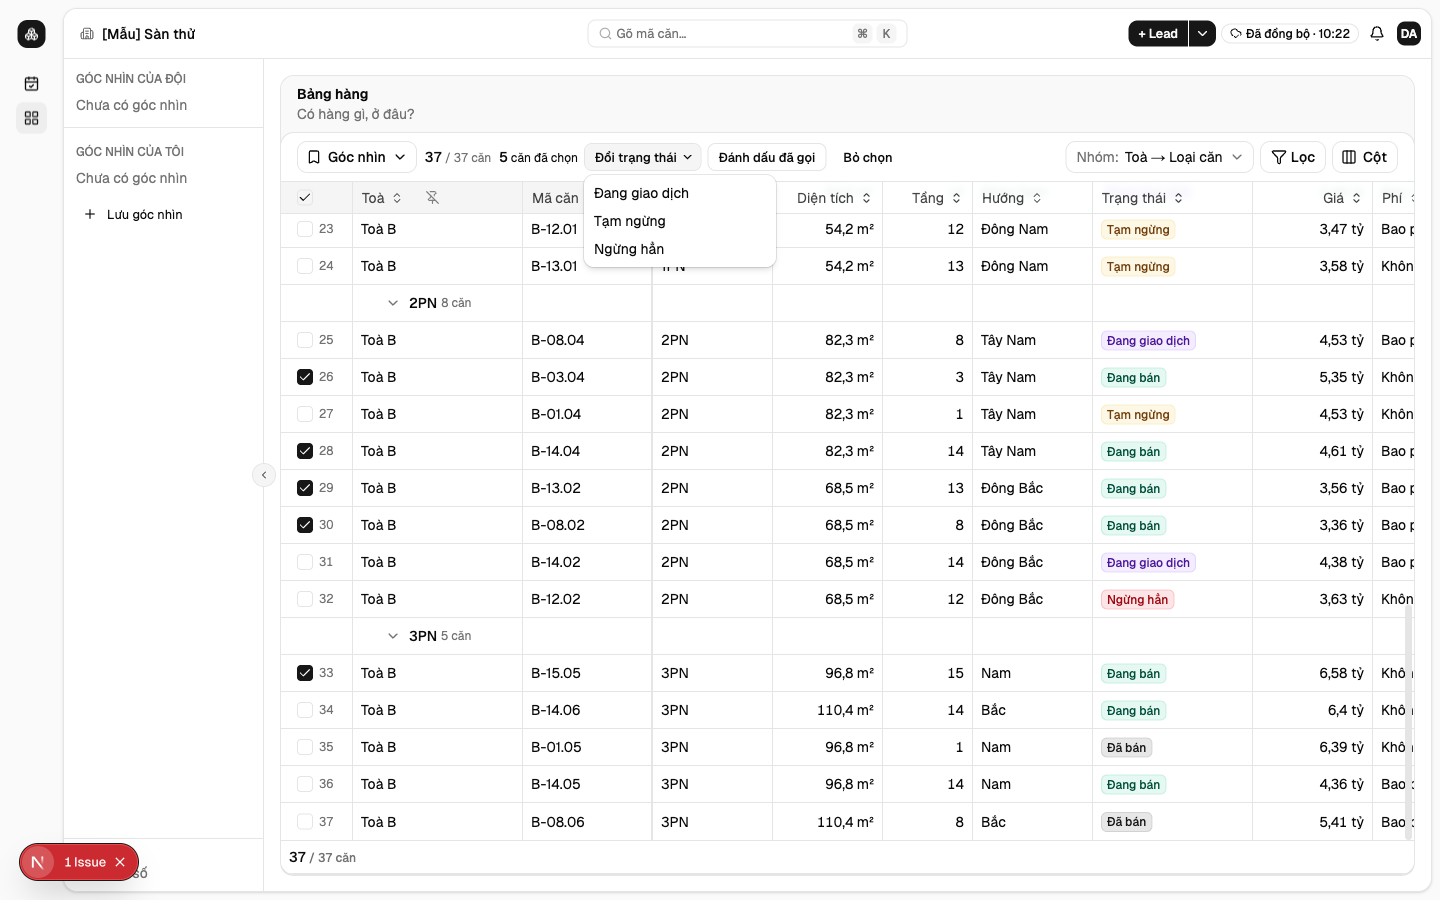 [Mẫu] Sàn thử
Gõ mã căn...
⌘ K
+ Lead
Đã đồng bộ · 10:22
DA
GÓC NHÌN CỦA ĐỘI
Chưa có góc nhìn
GÓC NHÌN CỦA TÔI
Chưa có góc nhìn
+ Lưu góc nhìn
Bảng hàng
Có hàng gì, ở đâu?
Góc nhìn 37 / 37 căn 5 căn đã chọn Đổi trạng thái Đánh dấu đã gọi Bỏ chọn Nhóm: Toà → Loại căn Lọc Cột
Đang giao dịch
Tạm ngừng
Ngừng hẳn
Toà Mã căn Diện tích Tầng Hướng Trạng thái Giá Phí
23 Toà B B-12.01 54,2 m² 12 Đông Nam Tạm ngừng 3,47 tỷ Bao p
24 Toà B B-13.01 54,2 m² 13 Đông Nam Tạm ngừng 3,58 tỷ Khôn
2PN 8 căn
25 Toà B B-08.04 2PN 82,3 m² 8 Tây Nam Đang giao dịch 4,53 tỷ Bao p
26 Toà B B-03.04 2PN 82,3 m² 3 Tây Nam Đang bán 5,35 tỷ Khôn
27 Toà B B-01.04 2PN 82,3 m² 1 Tây Nam Tạm ngừng 4,53 tỷ Khôn
28 Toà B B-14.04 2PN 82,3 m² 14 Tây Nam Đang bán 4,61 tỷ Bao p
29 Toà B B-13.02 2PN 68,5 m² 13 Đông Bắc Đang bán 3,56 tỷ Bao p
30 Toà B B-08.02 2PN 68,5 m² 8 Đông Bắc Đang bán 3,36 tỷ Bao p
31 Toà B B-14.02 2PN 68,5 m² 14 Đông Bắc Đang giao dịch 4,38 tỷ Bao p
32 Toà B B-12.02 2PN 68,5 m² 12 Đông Bắc Ngừng hẳn 3,63 tỷ Khôn
3PN 5 căn
33 Toà B B-15.05 3PN 96,8 m² 15 Nam Đang bán 6,58 tỷ Khôn
34 Toà B B-14.06 3PN 110,4 m² 14 Bắc Đang bán 6,4 tỷ Khôn
35 Toà B B-01.05 3PN 96,8 m² 1 Nam Đã bán 6,39 tỷ Khôn
36 Toà B B-14.05 3PN 96,8 m² 14 Nam Đang bán 4,36 tỷ Bao
37 Toà B B-08.06 3PN 110,4 m² 8 Bắc Đã bán 5,41 tỷ Bao
37 / 37 căn
N 1 Issue
số